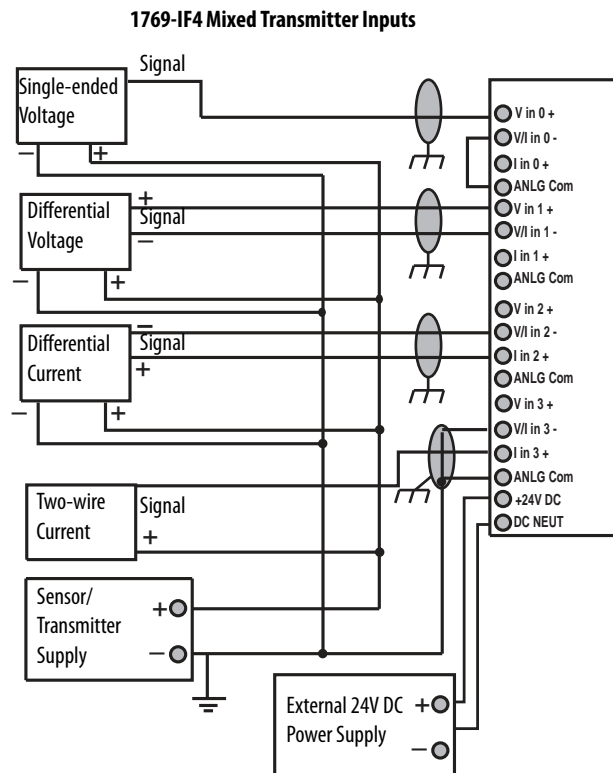 1769-IF4 Mixed Transmitter Inputs
Single-ended
Voltage
Signal
− +
Differential
Voltage
+
Signal
−
− +
Differential
Current
−
Signal
+
− +
Two-wire
Current
Signal
+
Sensor/
Transmitter
Supply
+
−
External 24V DC
Power Supply
+
−
V in 0 +
V/I in 0 -
I in 0 +
ANLG Com
V in 1 +
V/I in 1 -
I in 1 +
ANLG Com
V in 2 +
V/I in 2 -
I in 2 +
ANLG Com
V in 3 +
V/I in 3 -
I in 3 +
ANLG Com
+24V DC
DC NEUT